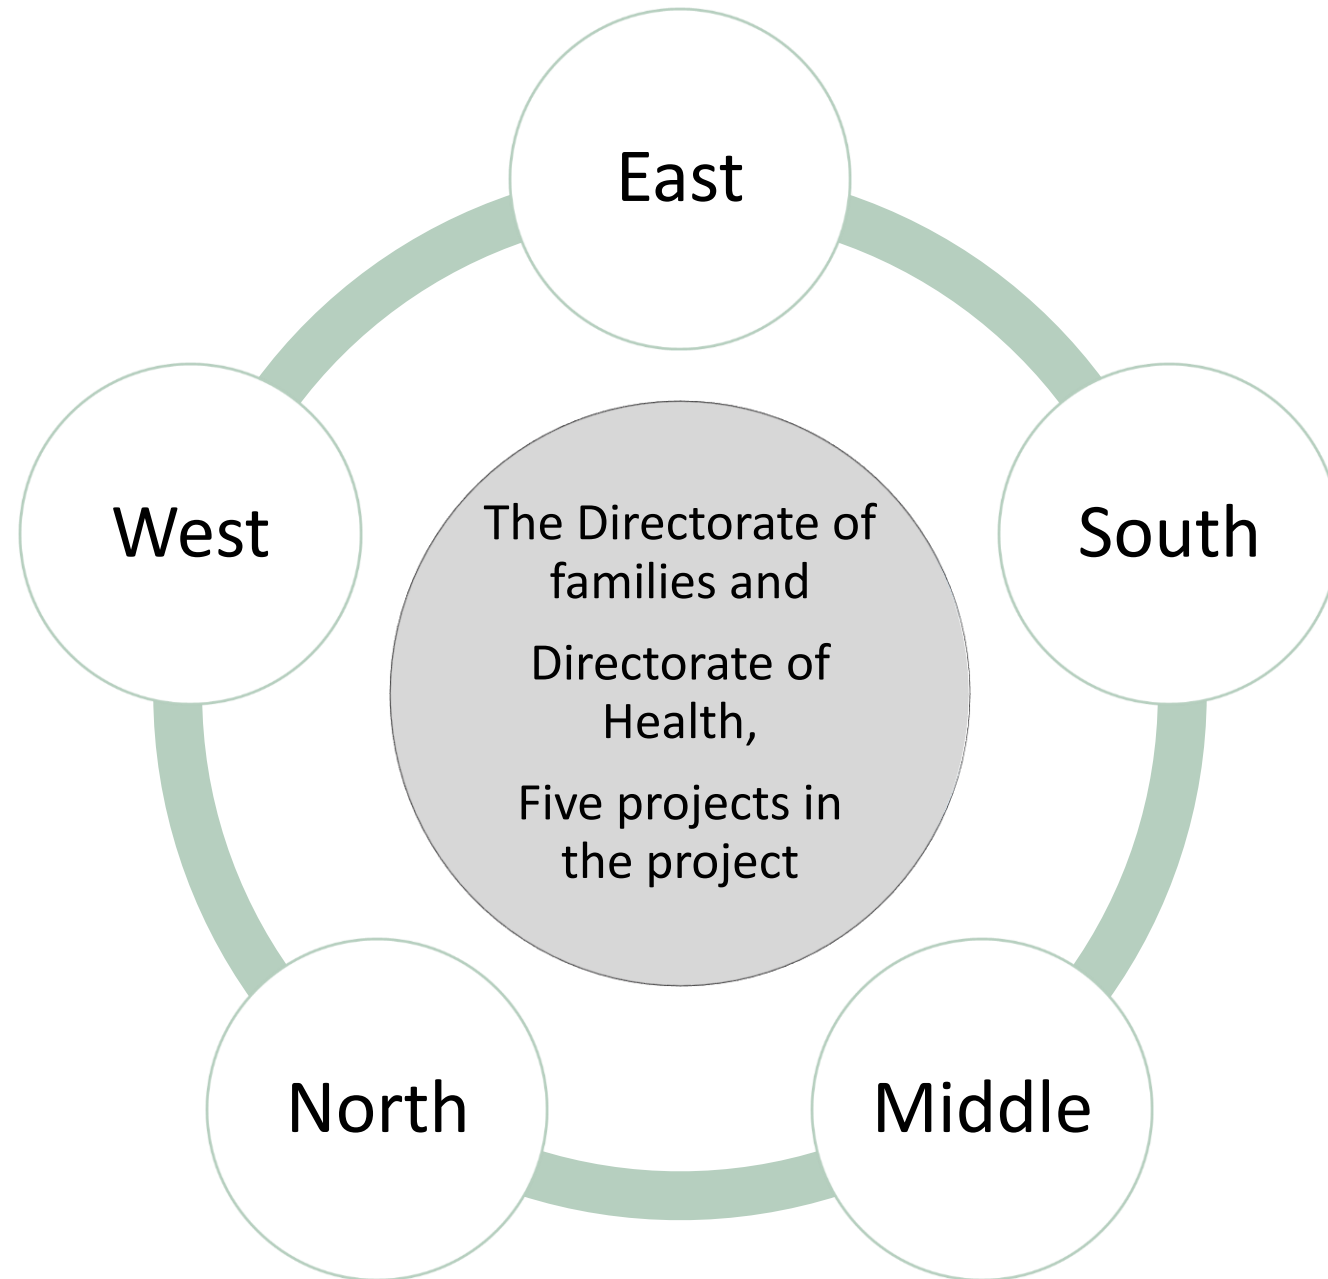 East
West
South
The Directorate of
families and
Directorate of
Health,
Five projects in
the project
North
Middle